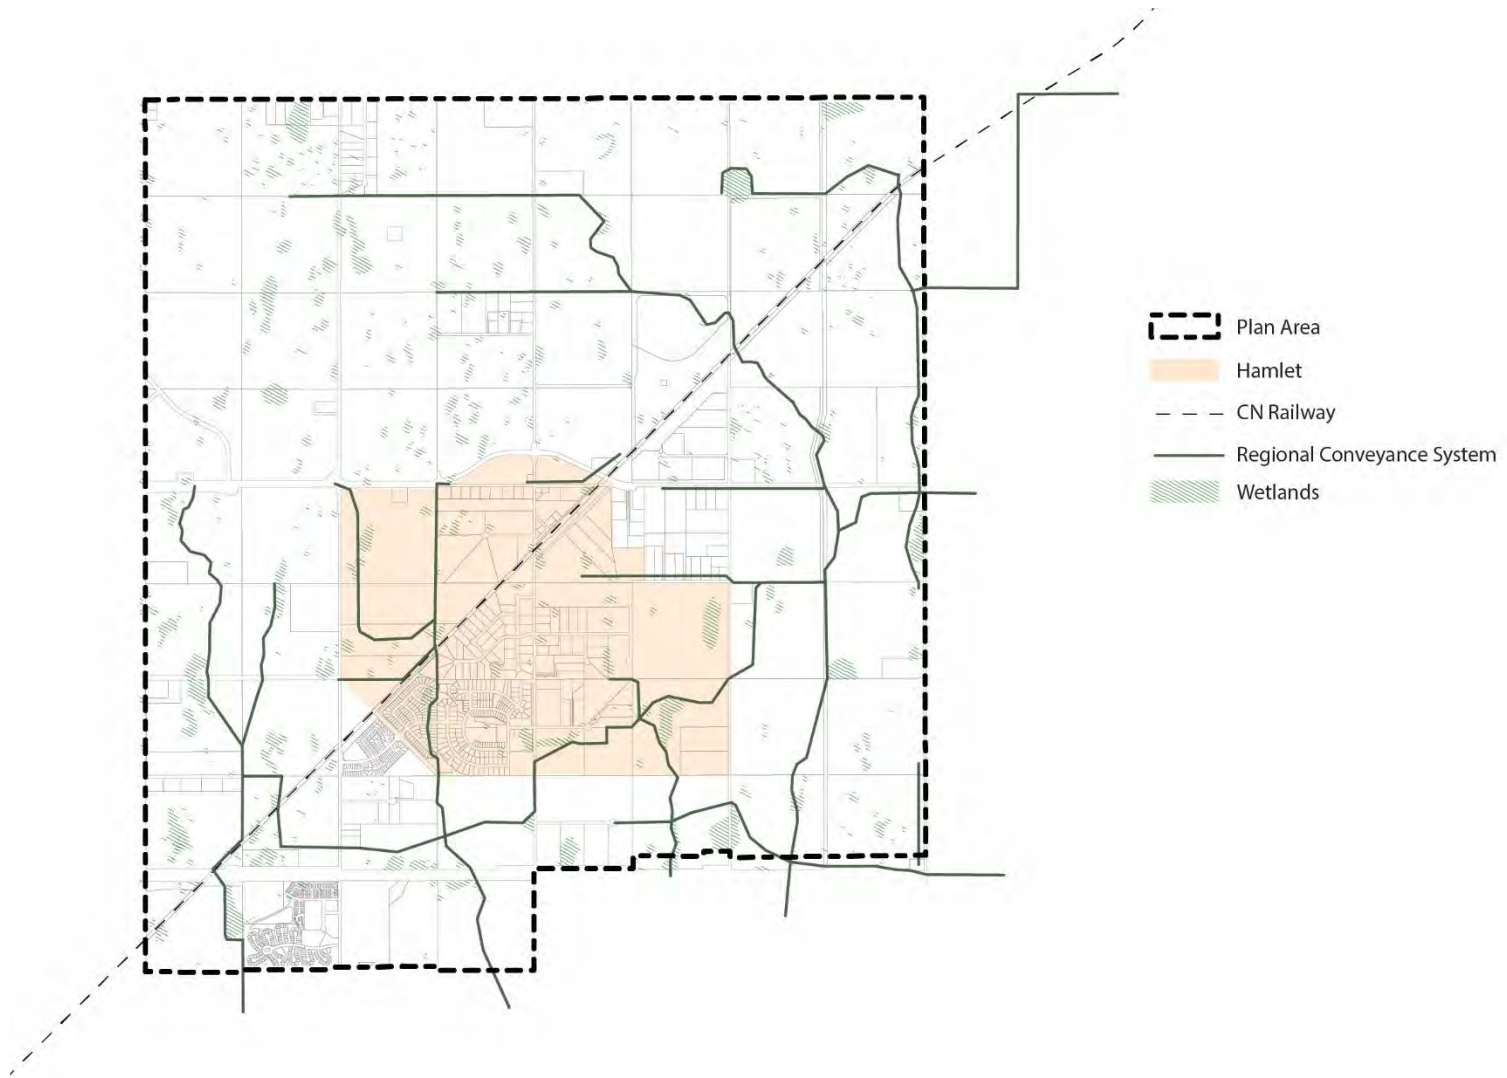 Plan Area
Hamlet
CN Railway
Regional Conveyance System
Wetlands